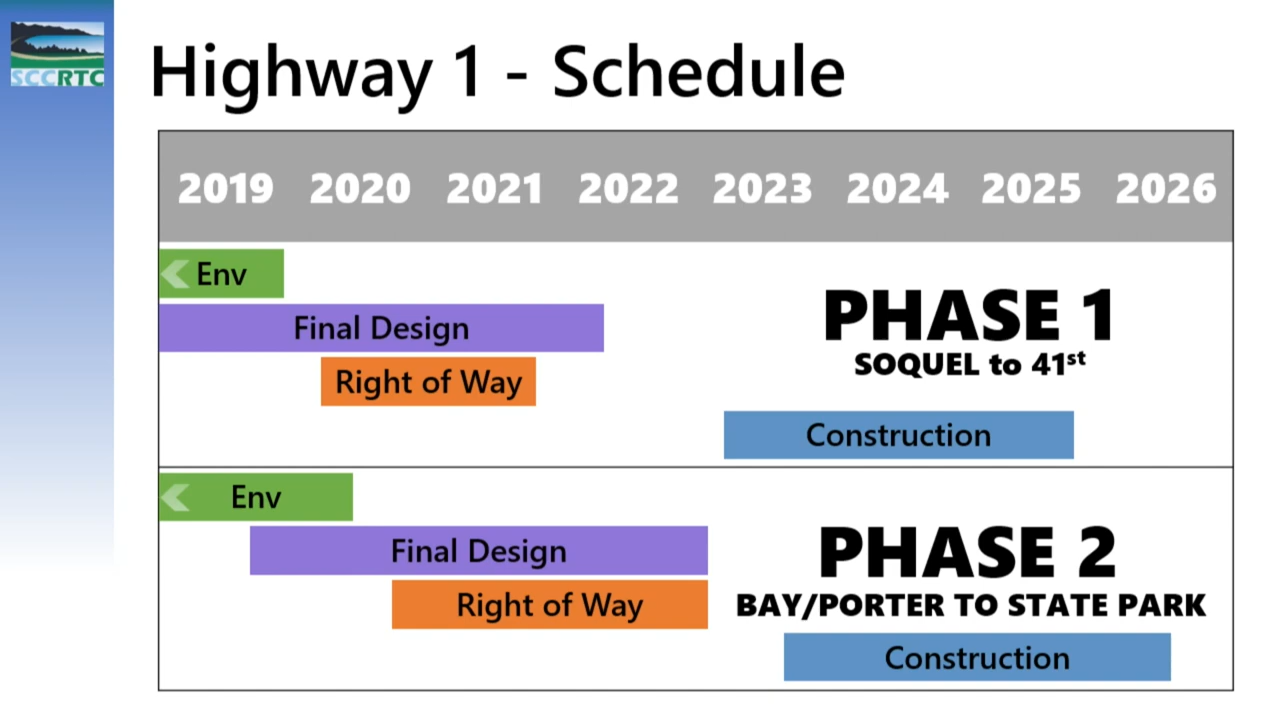 SCCRTC
Highway 1 - Schedule
2019 2020 2021 2022 2023 2024 2025 2026
Env
Final Design
Right of Way
PHASE 1
SOQUEL to 41st
Construction
Env
Final Design
Right of Way
PHASE 2
BAY/PORTER TO STATE PARK
Construction